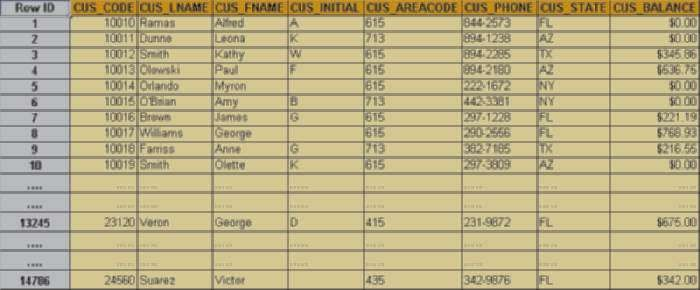 Row ID CUS_CODE CUS_LNAME CUS_FNAME CUS_INITIAL CUS_AREACODE CUS_PHONE CUS_STATE CUS_BALANCE
1 10010 Ramas Alfred A 615 844-2573 FL $0.00
2 10011 Dunne Leona K 713 894-1238 AZ $0.00
3 10012 Smith Kathy W 615 894-2285 TX $345.86
4 10013 Olowski Paul F 615 894-2180 AZ $536.75
5 10014 Orlando Myron 615 222-1672 NY $0.00
6 10015 O'Brian Amy B 713 442-3381 NY $0.00
7 10016 Brown James G 615 297-1228 FL $221.19
8 10017 Williams George 615 290-2556 FL $768.93
9 10018 Farriss Anne G 713 382-7185 TX $216.55
10 10019 Smith Olette K 615 297-3809 AZ $0.00
.... ..... ..... ..... ..... ..... ..... ..... .....
.... ..... ..... ..... ..... ..... ..... ..... .....
13245 23120 Veron George D 415 231-9872 FL $675.00
.... ..... ..... ..... ..... ..... ..... ..... .....
.... ..... ..... ..... ..... ..... ..... ..... .....
14786 24560 Suarez Victor 435 342-9876 FL $342.00